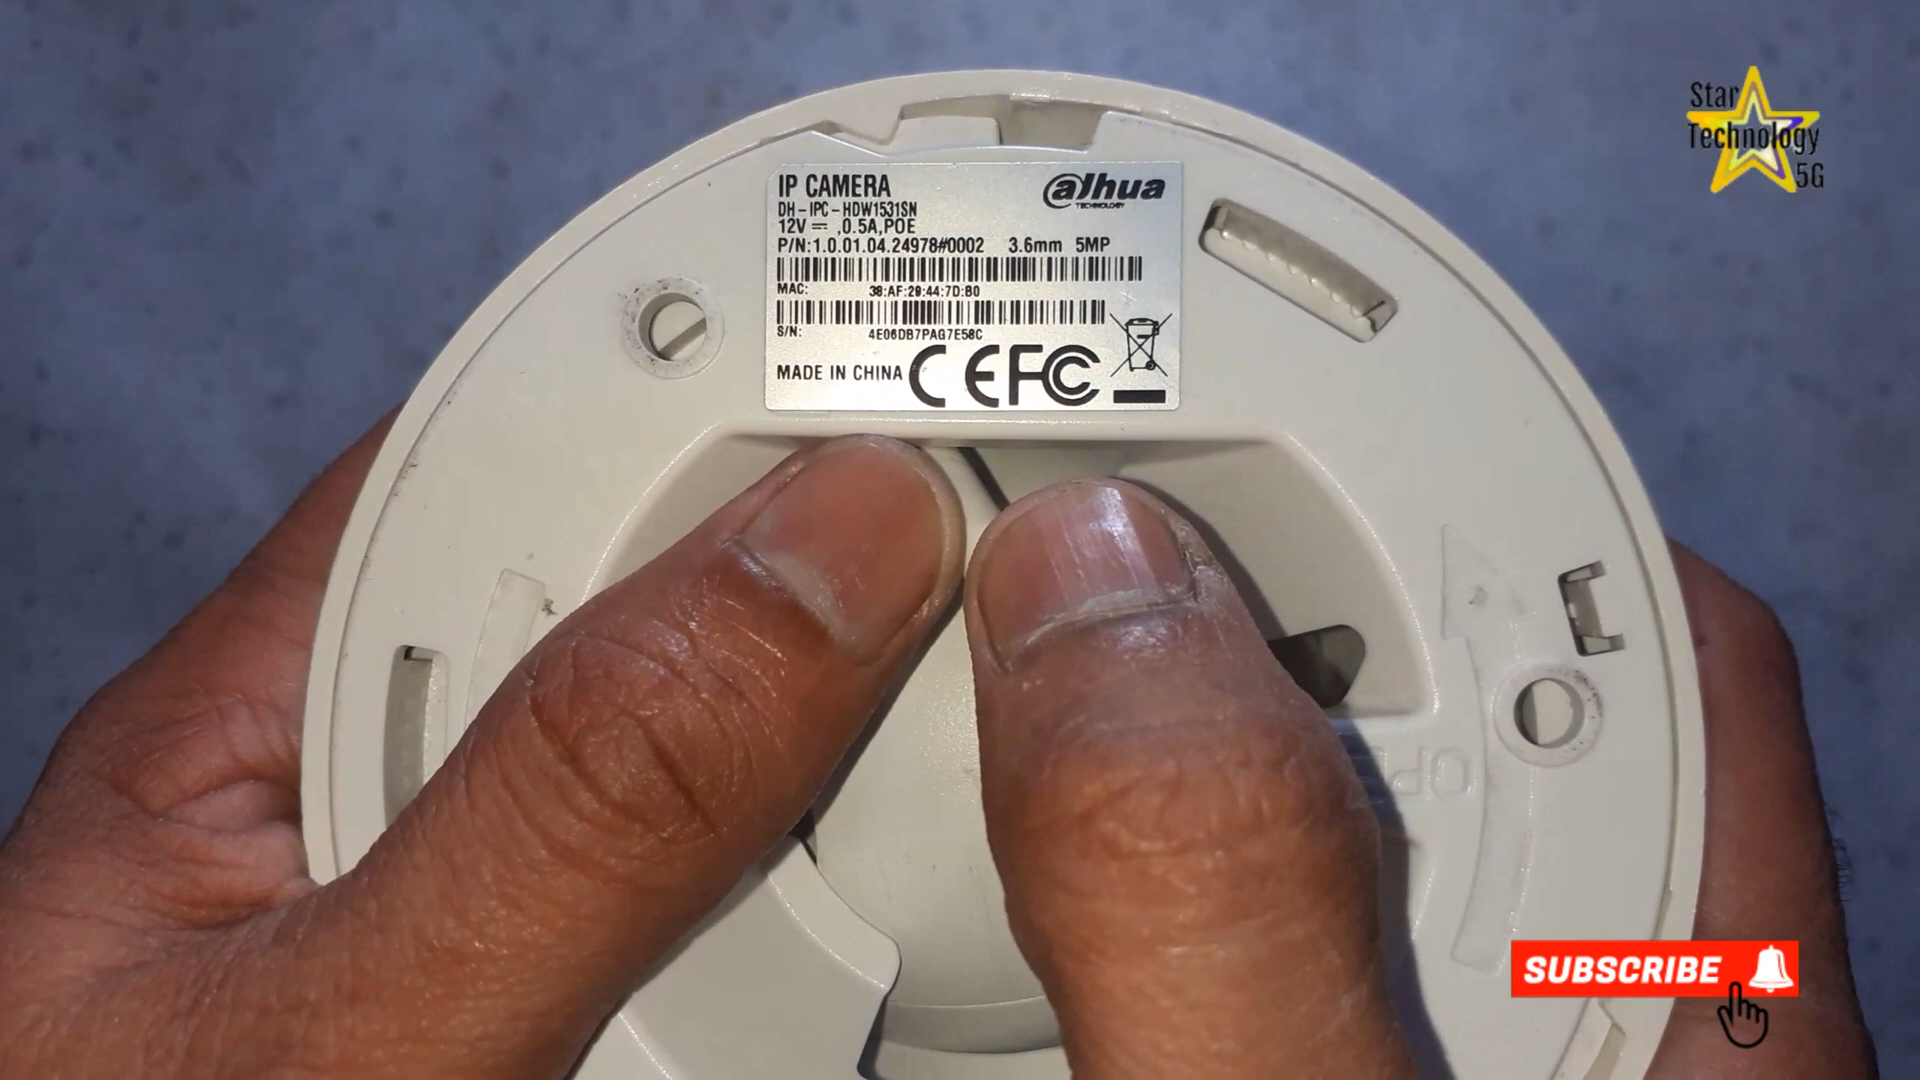 Star
Technology
5G
IP CAMERA
alhua
TECHNOLOGY
DH-IPC-HDW1531SN
12V ⎓ ,0.5A,POE
P/N:1.0.01.04.24978#0002 3.6mm 5MP
MAC: 38:AF:29:44:7D:B0
S/N: 4E06DB7PAG7E58C
MADE IN CHINA CE FC
SUBSCRIBE